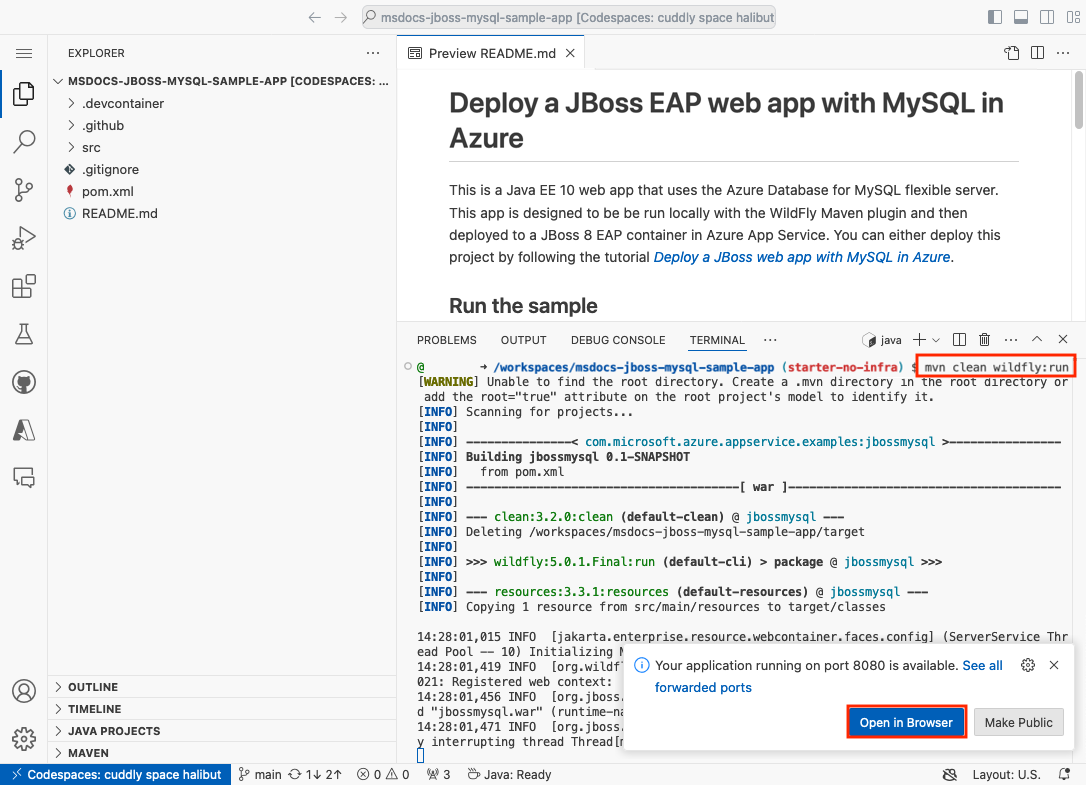 msdocs-jboss-mysql-sample-app [Codespaces: cuddly space halibut
EXPLORER
MSDOCS-JBOSS-MYSQL-SAMPLE-APP [CODESPACES: ...
.devcontainer
.github
src
.gitignore
pom.xml
README.md
OUTLINE
TIMELINE
JAVA PROJECTS
MAVEN
Preview README.md
Deploy a JBoss EAP web app with MySQL in
Azure
This is a Java EE 10 web app that uses the Azure Database for MySQL flexible server.
This app is designed to be be run locally with the WildFly Maven plugin and then
deployed to a JBoss 8 EAP container in Azure App Service. You can either deploy this
project by following the tutorial Deploy a JBoss web app with MySQL in Azure.
Run the sample
PROBLEMS OUTPUT DEBUG CONSOLE TERMINAL ... java
@ → /workspaces/msdocs-jboss-mysql-sample-app (starter-no-infra) $ mvn clean wildfly:run
[WARNING] Unable to find the root directory. Create a .mvn directory in the root directory or
add the root="true" attribute on the root project's model to identify it.
[INFO] Scanning for projects...
[INFO]
[INFO] ---------------< com.microsoft.azure.appservice.examples:jbossmysql >----------------
[INFO] Building jbossmysql 0.1-SNAPSHOT
[INFO]   from pom.xml
[INFO] ---------------------------------------[ war ]---------------------------------------
[INFO]
[INFO] --- clean:3.2.0:clean (default-clean) @ jbossmysql ---
[INFO] Deleting /workspaces/msdocs-jboss-mysql-sample-app/target
[INFO]
[INFO] >>> wildfly:5.0.1.Final:run (default-cli) > package @ jbossmysql >>>
[INFO]
[INFO] --- resources:3.3.1:resources (default-resources) @ jbossmysql ---
[INFO] Copying 1 resource from src/main/resources to target/classes
14:28:01,015 INFO  [jakarta.enterprise.resource.webcontainer.faces.config] (ServerService Thr
ead Pool -- 10) Initializing
14:28:01,419 INFO  [org.wildf
021: Registered web context:
14:28:01,456 INFO  [org.jboss.
d "jbossmysql.war" (runtime-na
14:28:01,471 INFO  [org.jboss.
y interrupting thread Thread[
Your application running on port 8080 is available. See all
forwarded ports
Open in Browser Make Public
Codespaces: cuddly space halibut main 1↓ 2↑ 0 0 3 Java: Ready Layout: U.S.